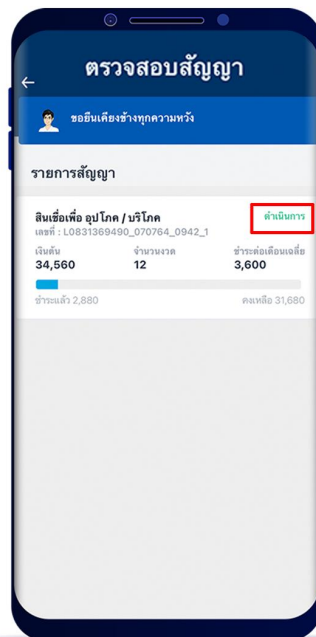 ตรวจสอบสัญญา
ขอยืนเคียงข้างทุกความหวัง
รายการสัญญา
สินเชื่อเพื่อ อุปโภค / บริโภค
ดำเนินการ
เลขที่ : L0831369490_070764_0942_1
เงินต้น จำนวนงวด ชำระต่อเดือนเฉลี่ย
34,560 12 3,600
ชำระแล้ว 2,880 คงเหลือ 31,680